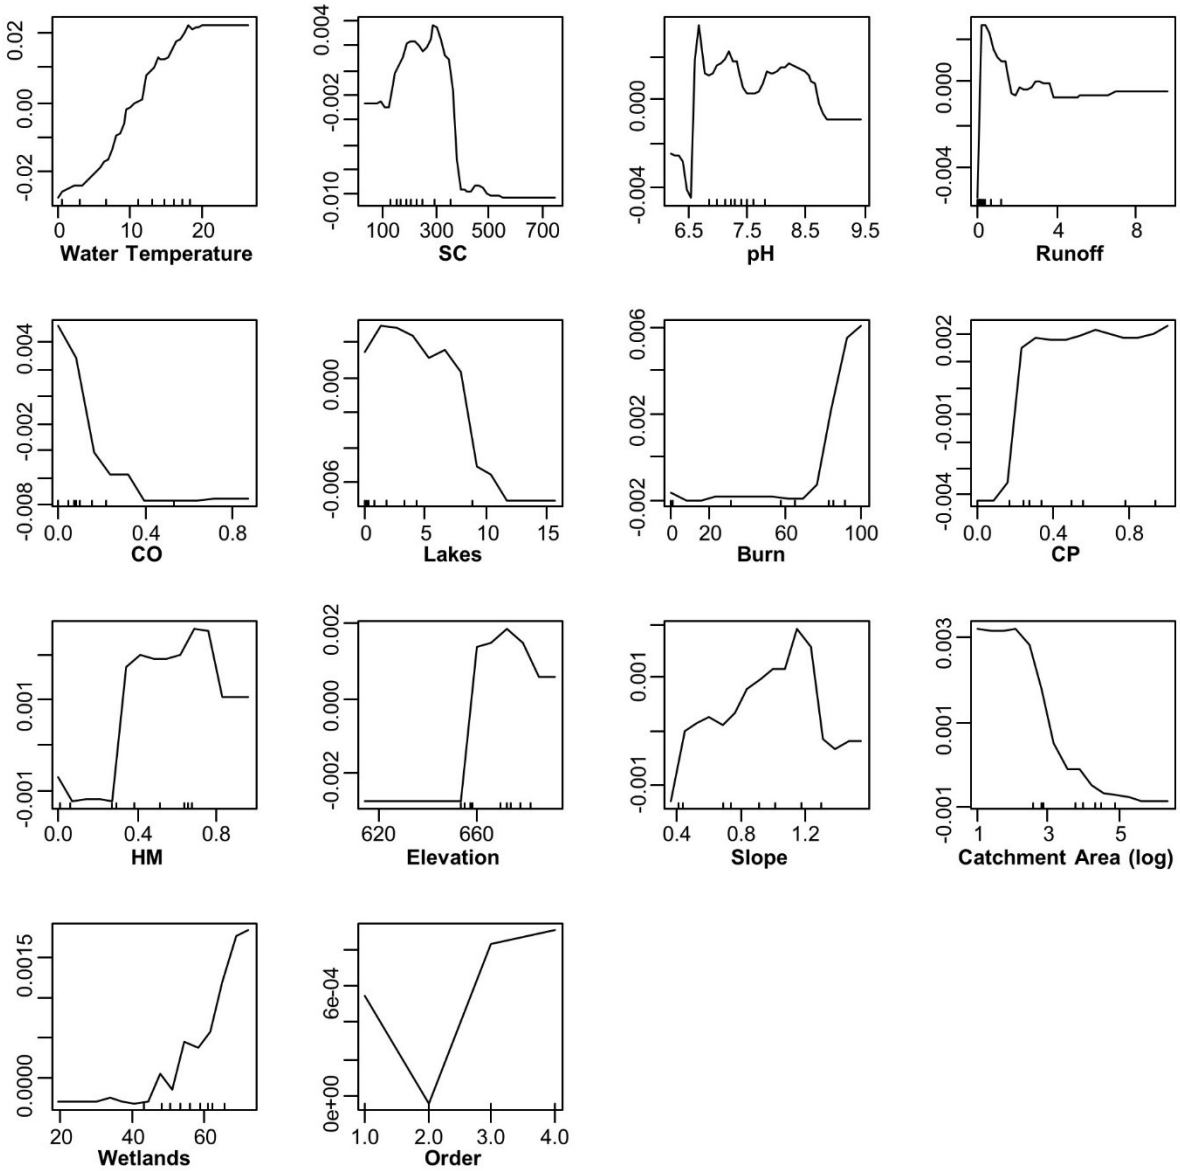 0.02
0.00
-0.02
0 10 20
Water Temperature
0.004
-0.002
-0.010
100 300 500 700
SC
0.000
-0.004
6.5 7.5 8.5 9.5
pH
0.000
-0.004
0 4 8
Runoff
0.004
-0.002
-0.008
0.0 0.4 0.8
CO
0.000
-0.006
0 5 10 15
Lakes
0.006
0.002
-0.002
0 20 60 100
Burn
0.002
-0.001
-0.004
0.0 0.4 0.8
CP
0.001
-0.001
0.0 0.4 0.8
HM
0.002
0.000
-0.002
620 660
Elevation
0.001
-0.001
0.4 0.8 1.2
Slope
0.003
0.001
-0.001
1 3 5
Catchment Area (log)
0.0015
0.0000
20 40 60
Wetlands
6e-04
0e+00
1.0 2.0 3.0 4.0
Order